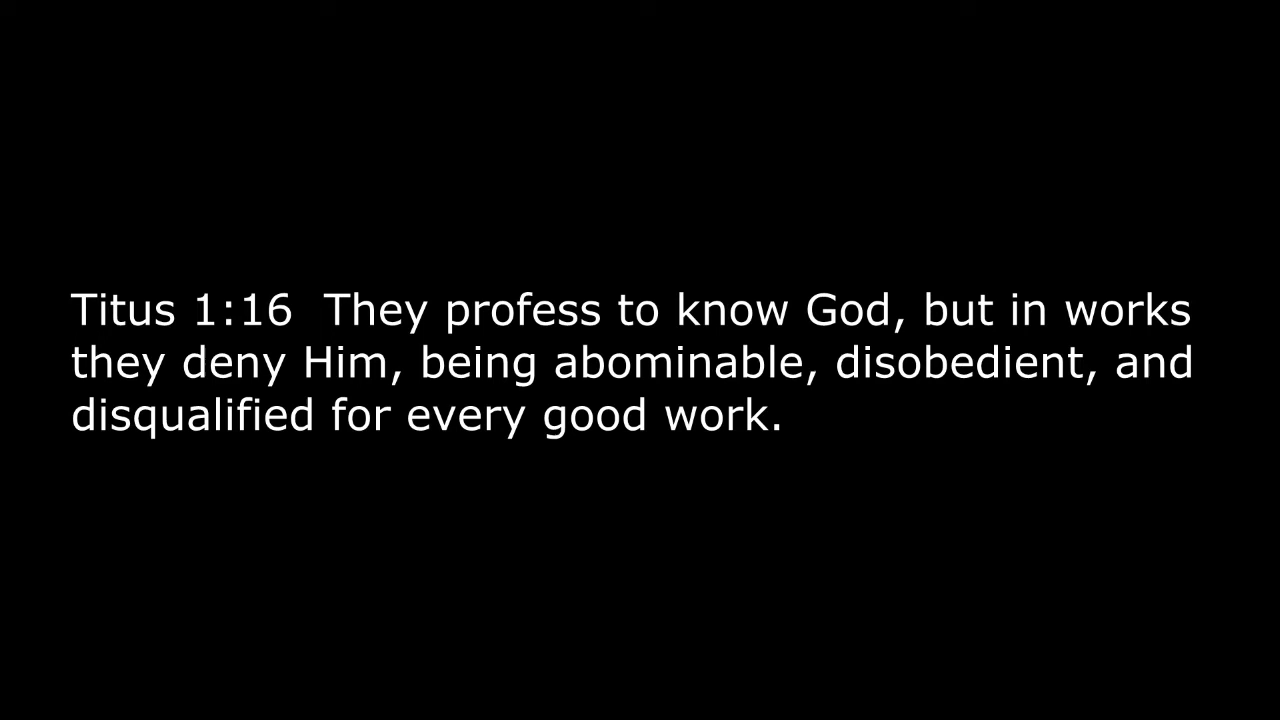 Titus 1:16  They profess to know God, but in works
they deny Him, being abominable, disobedient, and
disqualified for every good work.